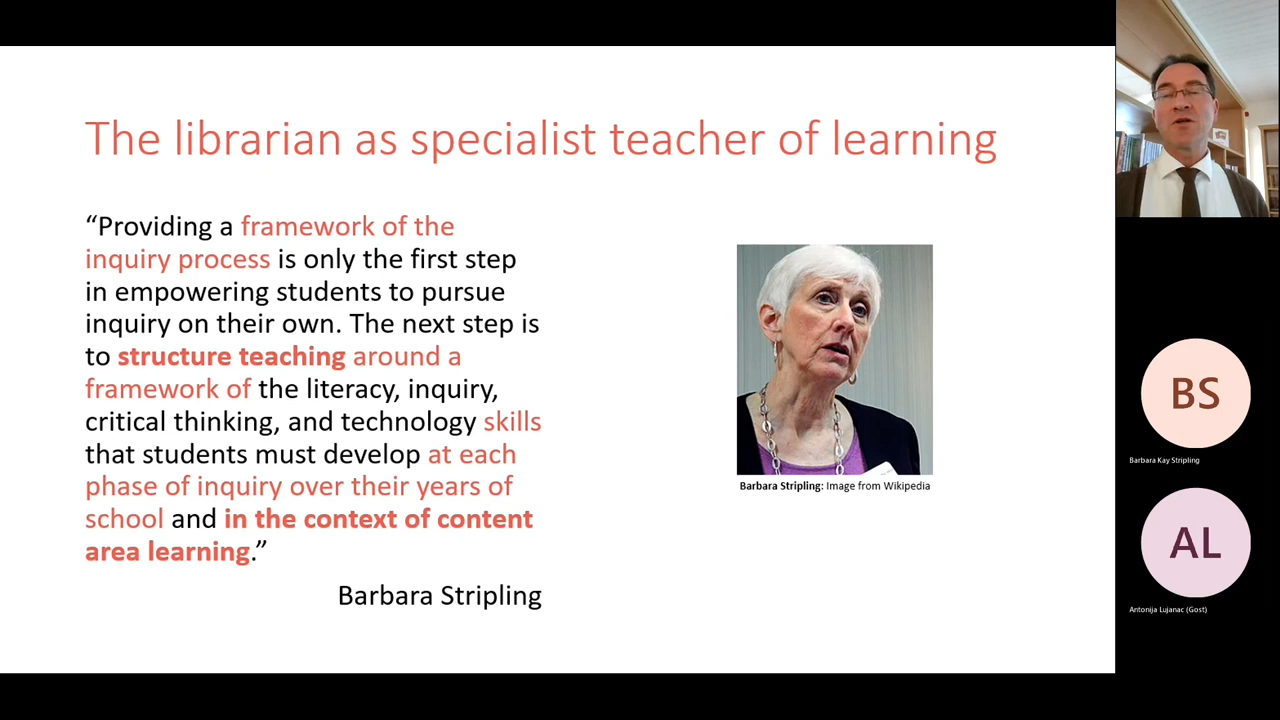 The librarian as specialist teacher of learning
“Providing a framework of the
inquiry process is only the first step
in empowering students to pursue
inquiry on their own. The next step is
to structure teaching around a
framework of the literacy, inquiry,
critical thinking, and technology skills
that students must develop at each
phase of inquiry over their years of
school and in the context of content
area learning.”
Barbara Stripling
Barbara Stripling: Image from Wikipedia
BS
Barbara Kay Stripling
AL
Antonija Lujanac (Gost)